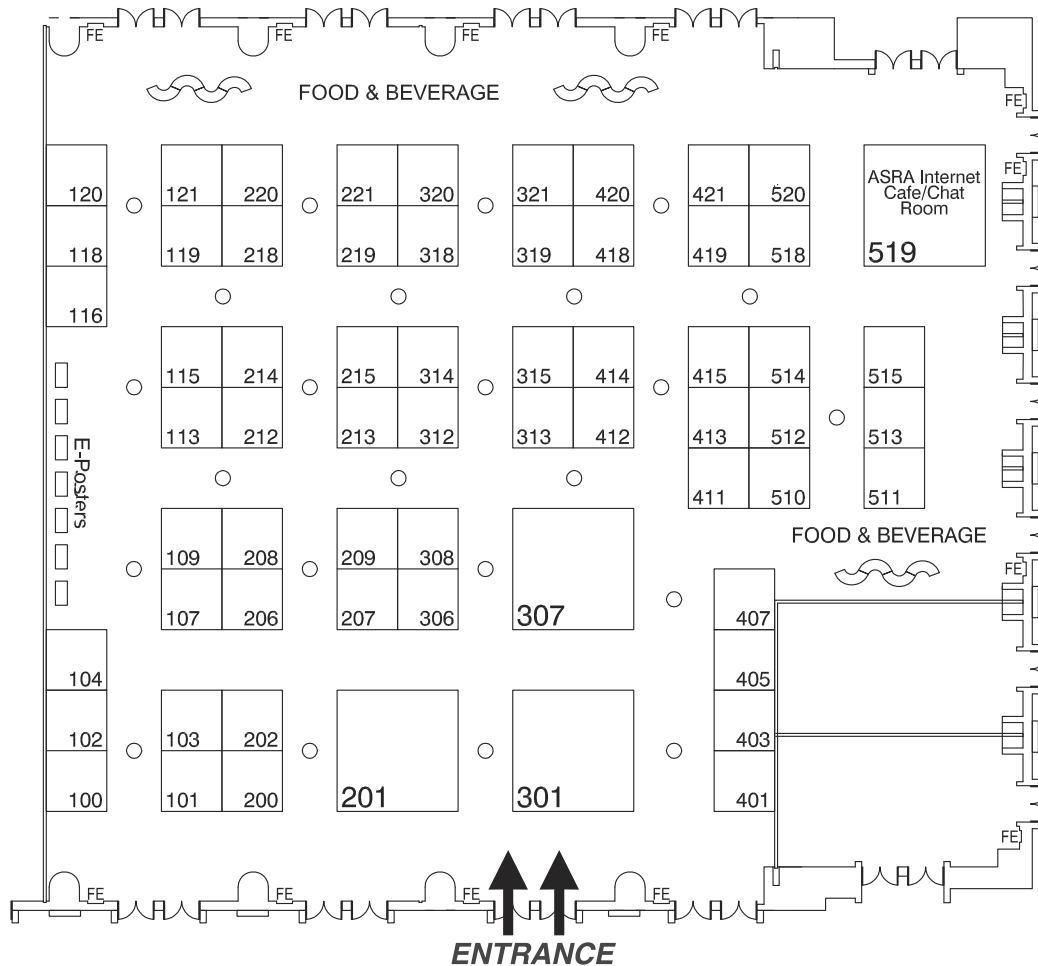 FE FE FE FE
FOOD & BEVERAGE
FE
120 121 220 221 320 321 420 421 520
ASRA Internet
Cafe/Chat
Room
FE
118 119 218 219 318 319 418 419 518 519
116
115 214 215 314 315 414 415 514 515
113 212 213 312 313 412 413 512 513
E-Posters
411 510 511
FOOD & BEVERAGE
109 208 209 308
FE
107 206 207 306 307 407
104 405
102 103 202 403
100 101 200 201 301 401
FE
FE FE FE FE
ENTRANCE